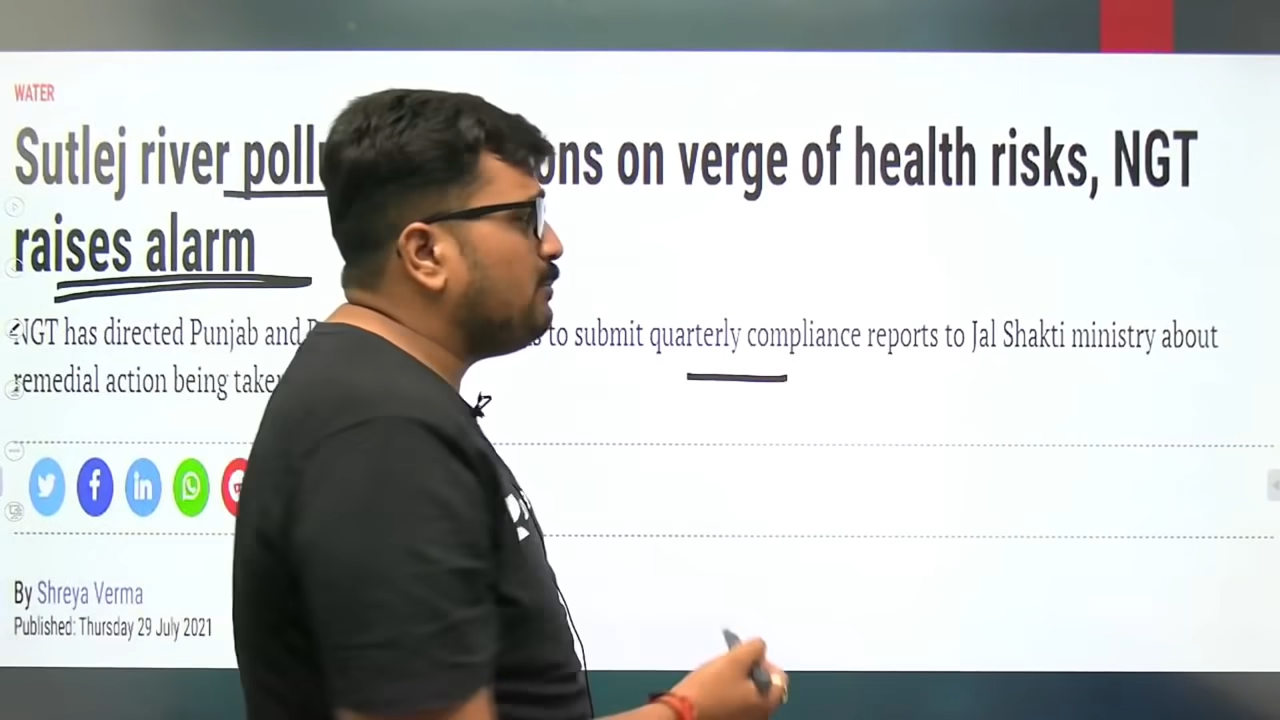 WATER
Sutlej river ons on verge of health risks, NGT
raises alarm
NGT has directed Punjab and to submit quarterly compliance reports to Jal Shakti ministry about
remedial action being
By Shreya Verma
Published: Thursday 29 July 2021